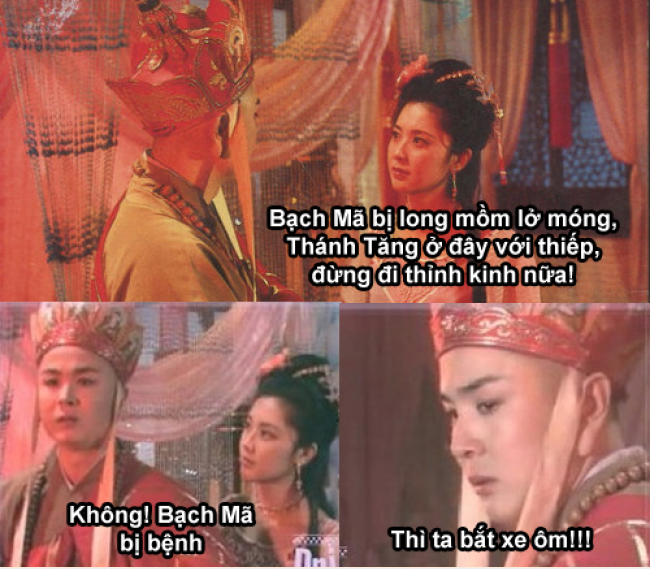 Bạch Mã bị long mồm lở móng,
Thánh Tăng ở đây với thiếp,
đừng đi thỉnh kinh nữa!
Không! Bạch Mã
bị bệnh
Thì ta bắt xe ôm!!!